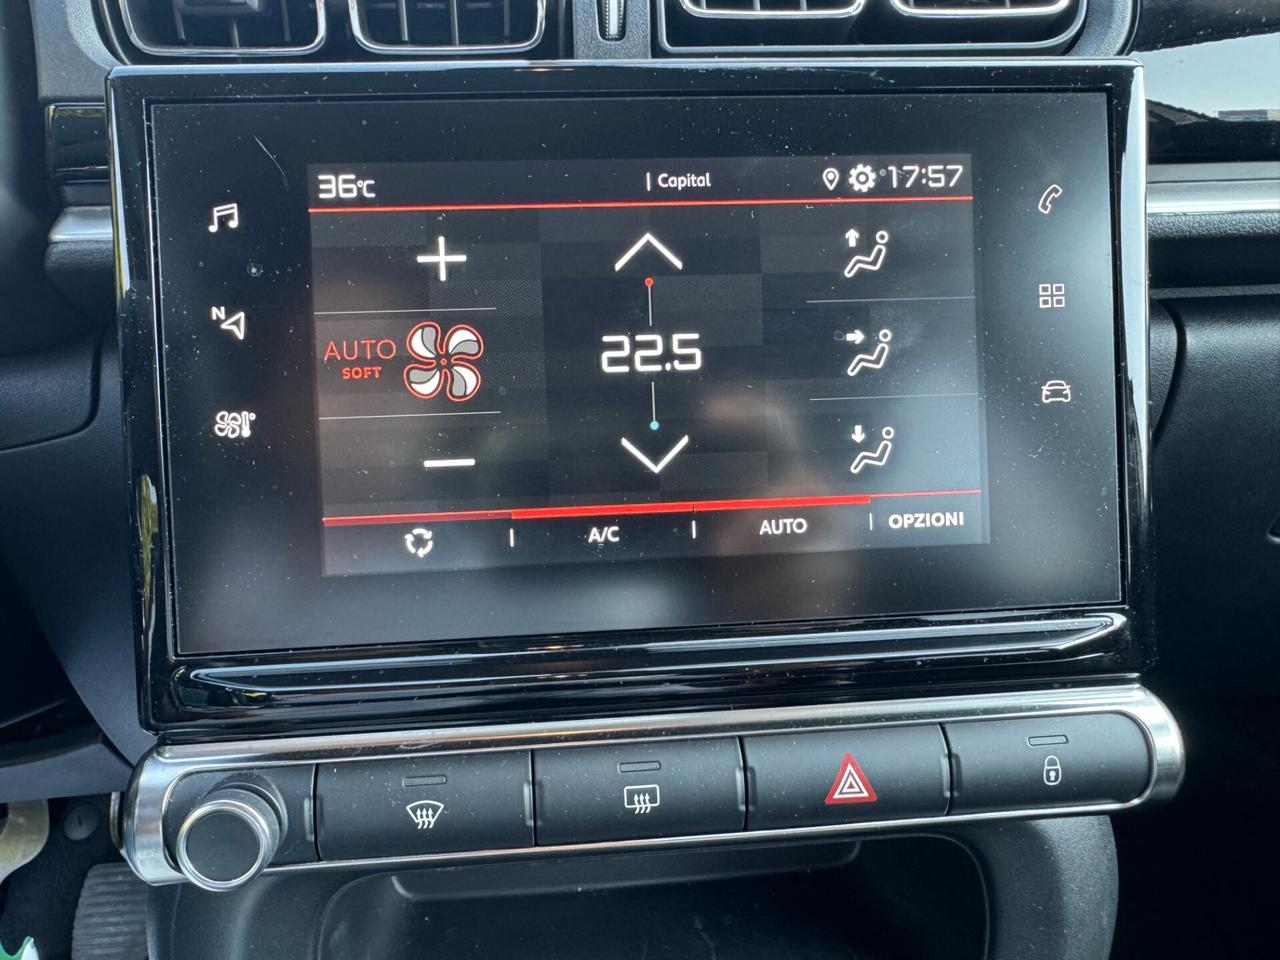 36°C
| Capital
17:57
N
AUTO
SOFT
22.5
A/C
AUTO
OPZIONI